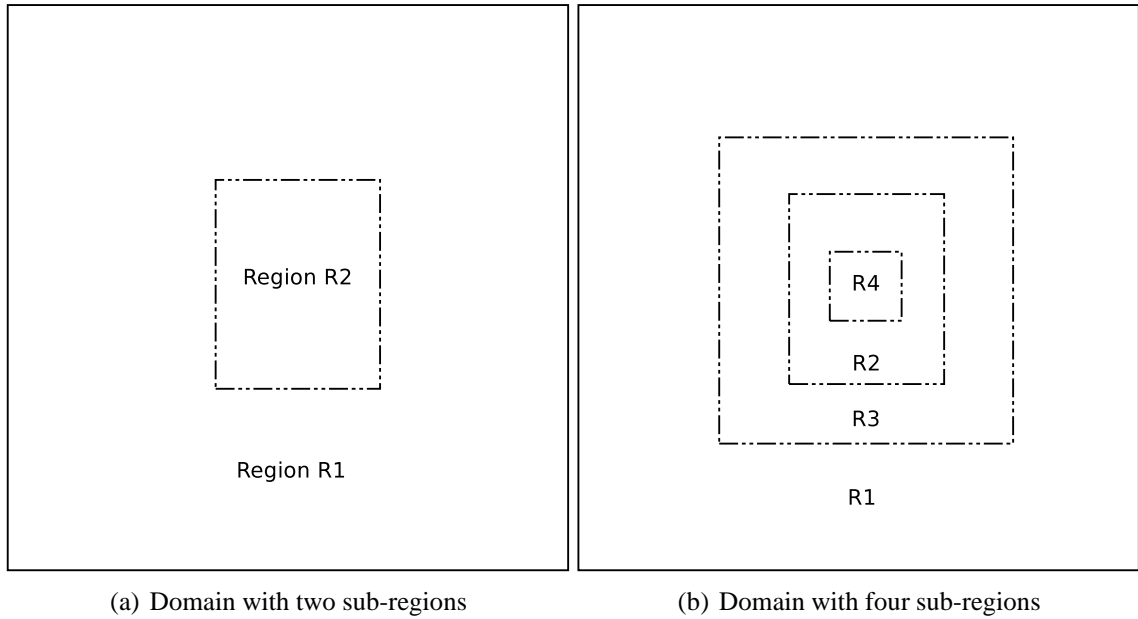 Region R2
Region R1
(a) Domain with two sub-regions
R4
R2
R3
R1
(b) Domain with four sub-regions